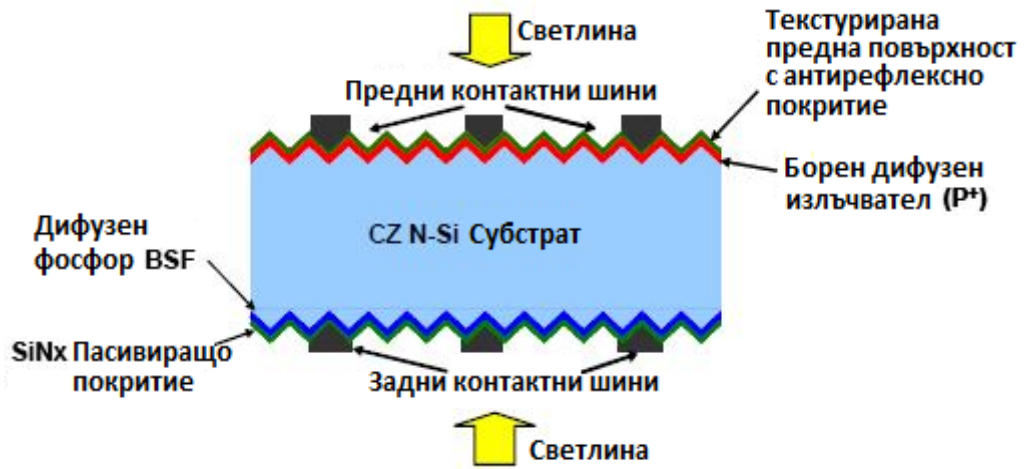 Светлина
Текстурирана
предна повърхност
с антирефлексно
покритие
Предни контактни шини
Борен дифузен
излъчвател (P⁺)
CZ N-Si Субстрат
Дифузен
фосфор BSF
SiNx Пасивиращо
покритие
Задни контактни шини
Светлина